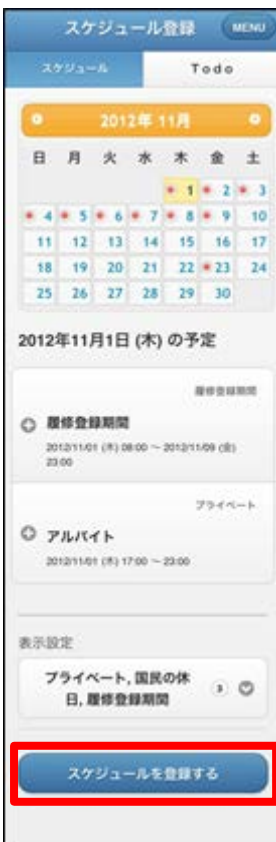 スケジュール登録 MENU
スケジュール Todo
2012年 11月
日 月 火 水 木 金 土
1 2 3
4 5 6 7 8 9 10
11 12 13 14 15 16 17
18 19 20 21 22 23 24
25 26 27 28 29 30
2012年11月1日 (木) の予定
履修登録期間
履修登録期間
2012/11/01 (木) 08:00 ～ 2012/11/09 (金)
23:00
プライベート
アルバイト
2012/11/01 (木) 17:00 ～ 23:00
表示設定
プライベート, 国民の休
日, 履修登録期間
3
スケジュールを登録する